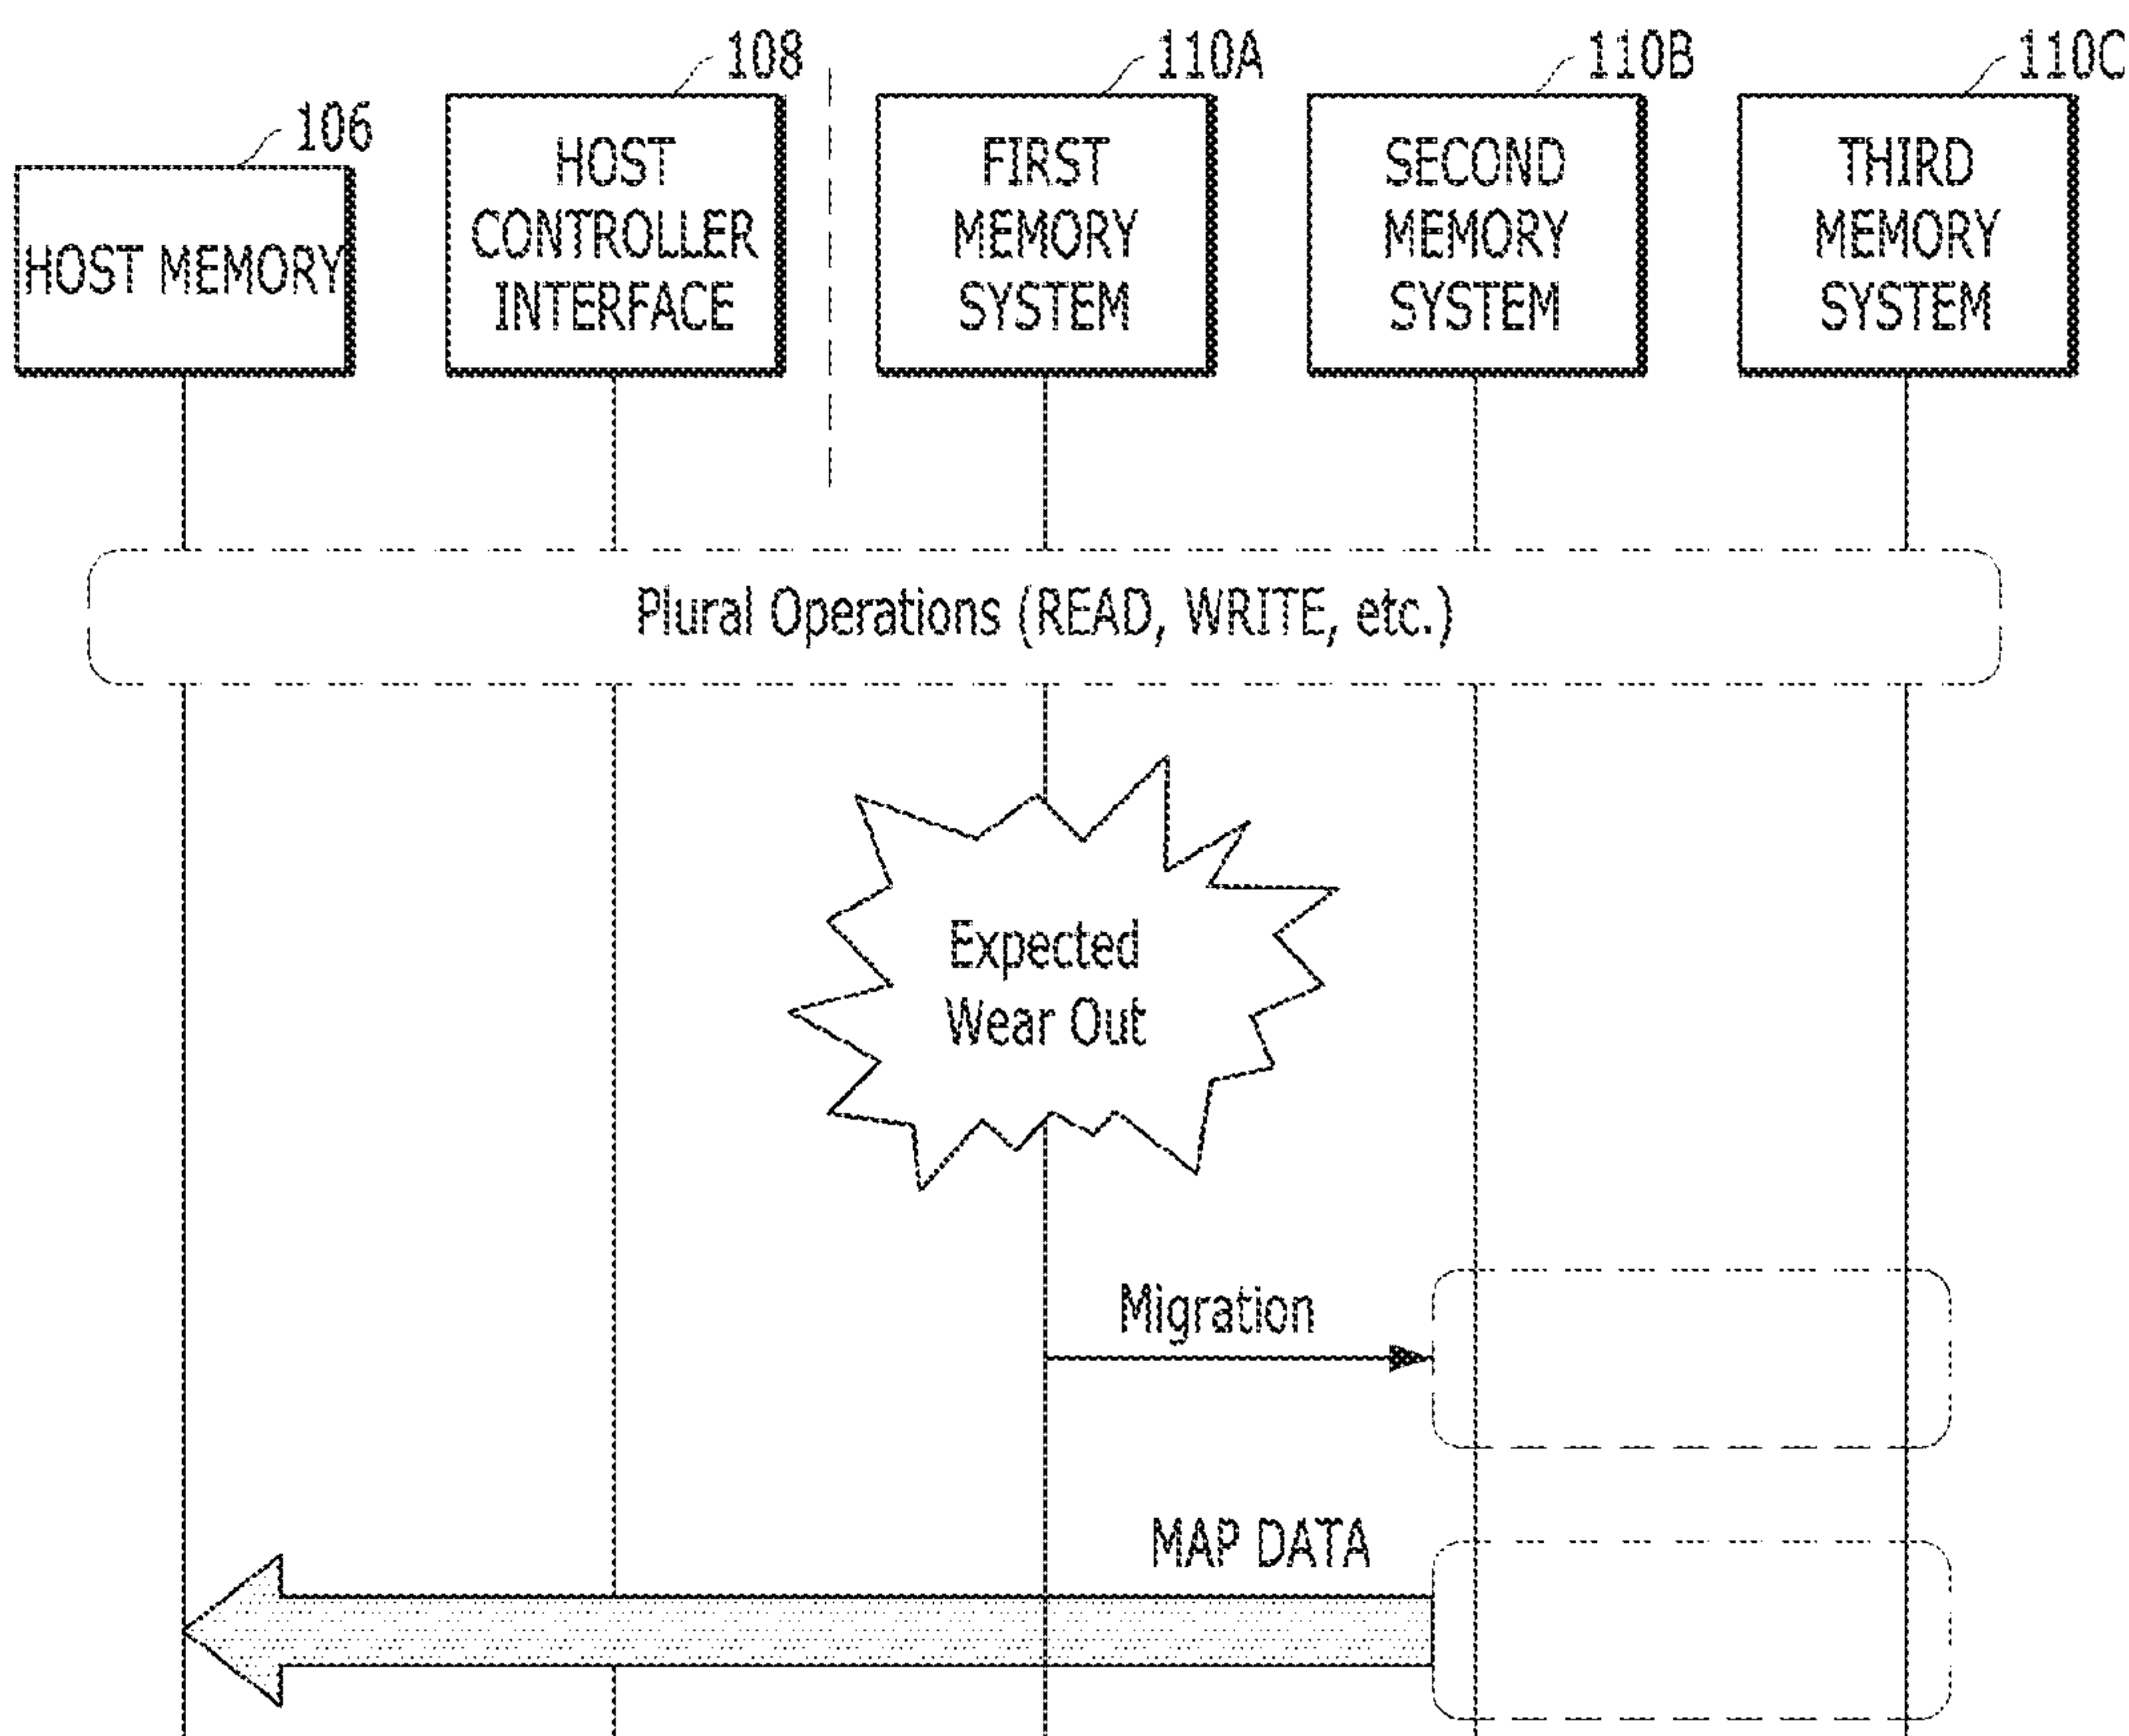 106
HOST MEMORY
108
HOST
CONTROLLER
INTERFACE
110A
FIRST
MEMORY
SYSTEM
110B
SECOND
MEMORY
SYSTEM
110C
THIRD
MEMORY
SYSTEM
Plural Operations (READ, WRITE, etc.)
Expected
Wear Out
Migration
MAP DATA